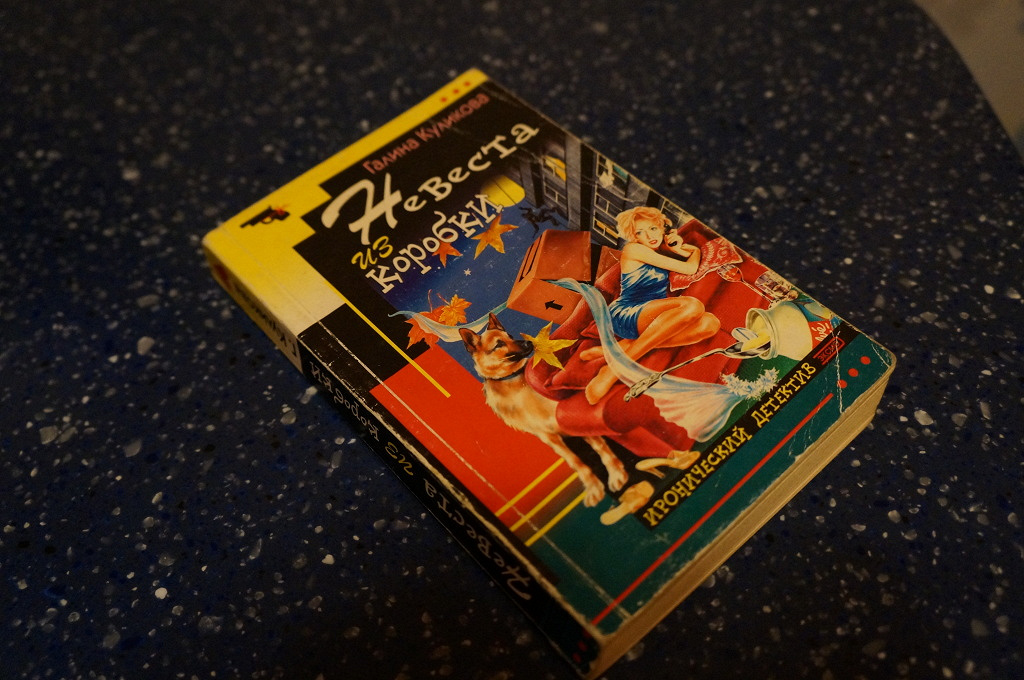 Галина Куликова
Невеста
из
коробки
ИРОНИЧЕСКИЙ ДЕТЕКТИВ
Невеста из коробки